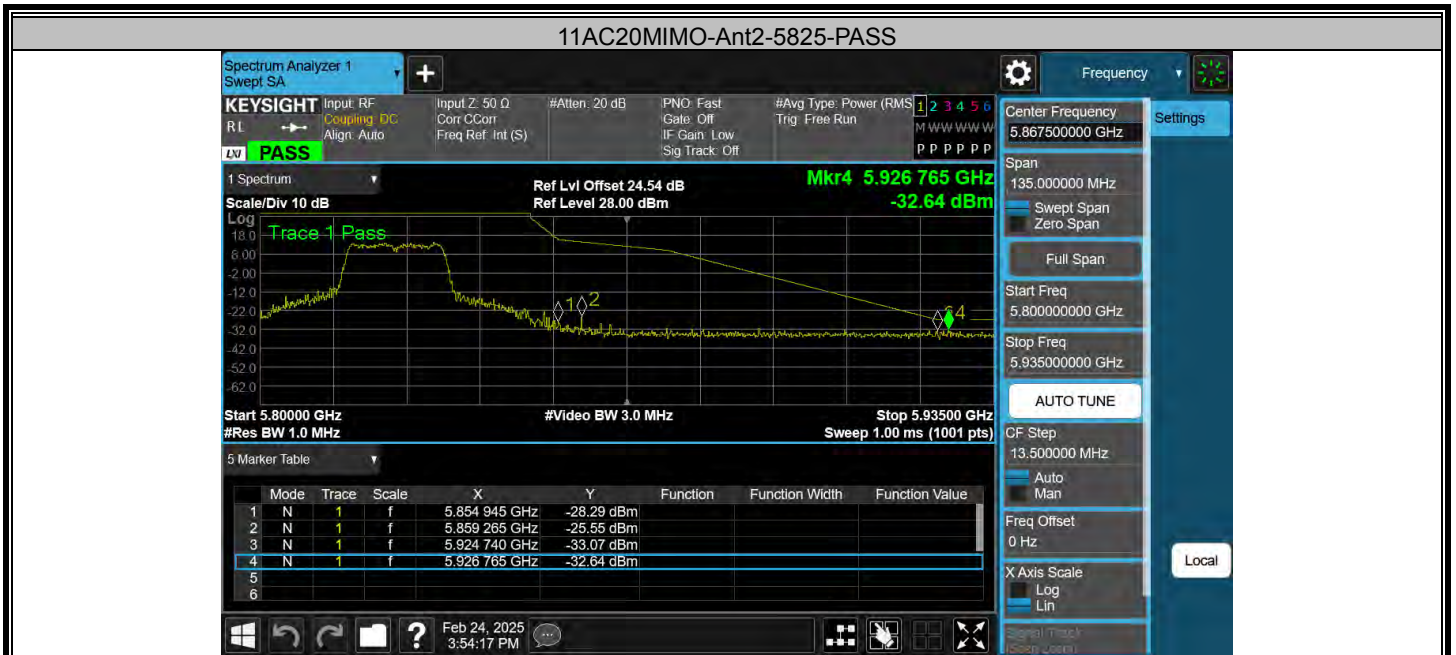 11AC20MIMO-Ant2-5825-PASS
Spectrum Analyzer 1
Swept SA
+
Frequency
KEYSIGHT
RL
LXI PASS
Input: RF
Coupling: DC
Align: Auto
Input Z: 50 Ω
Corr CCorr
Freq Ref: Int (S)
#Atten: 20 dB
PNO: Fast
Gate: Off
IF Gain: Low
Sig Track: Off
#Avg Type: Power (RMS
Trig: Free Run
1 2 3 4 5 6
M W W W W W
P P P P P P
Center Frequency
5.867500000 GHz
Settings
Span
135.000000 MHz
Swept Span
Zero Span
Full Span
Start Freq
5.800000000 GHz
Stop Freq
5.935000000 GHz
AUTO TUNE
CF Step
13.500000 MHz
Auto
Man
Freq Offset
0 Hz
X Axis Scale
Log
Lin
Signal Track
Local
1 Spectrum
Scale/Div 10 dB
Ref Lvl Offset 24.54 dB
Ref Level 28.00 dBm
Mkr4 5.926 765 GHz
-32.64 dBm
Log
Trace 1 Pass
18.0
8.00
-2.00
-12.0
-22.0
-32.0
-42.0
-52.0
-62.0
1 2
4
Start 5.80000 GHz
#Res BW 1.0 MHz
#Video BW 3.0 MHz
Stop 5.93500 GHz
Sweep 1.00 ms (1001 pts)
5 Marker Table
Mode Trace Scale X Y Function Function Width Function Value
1 N 1 f 5.854 945 GHz -28.29 dBm
2 N 1 f 5.859 265 GHz -25.55 dBm
3 N 1 f 5.924 740 GHz -33.07 dBm
4 N 1 f 5.926 765 GHz -32.64 dBm
5
6
?
Feb 24, 2025
3:54:17 PM